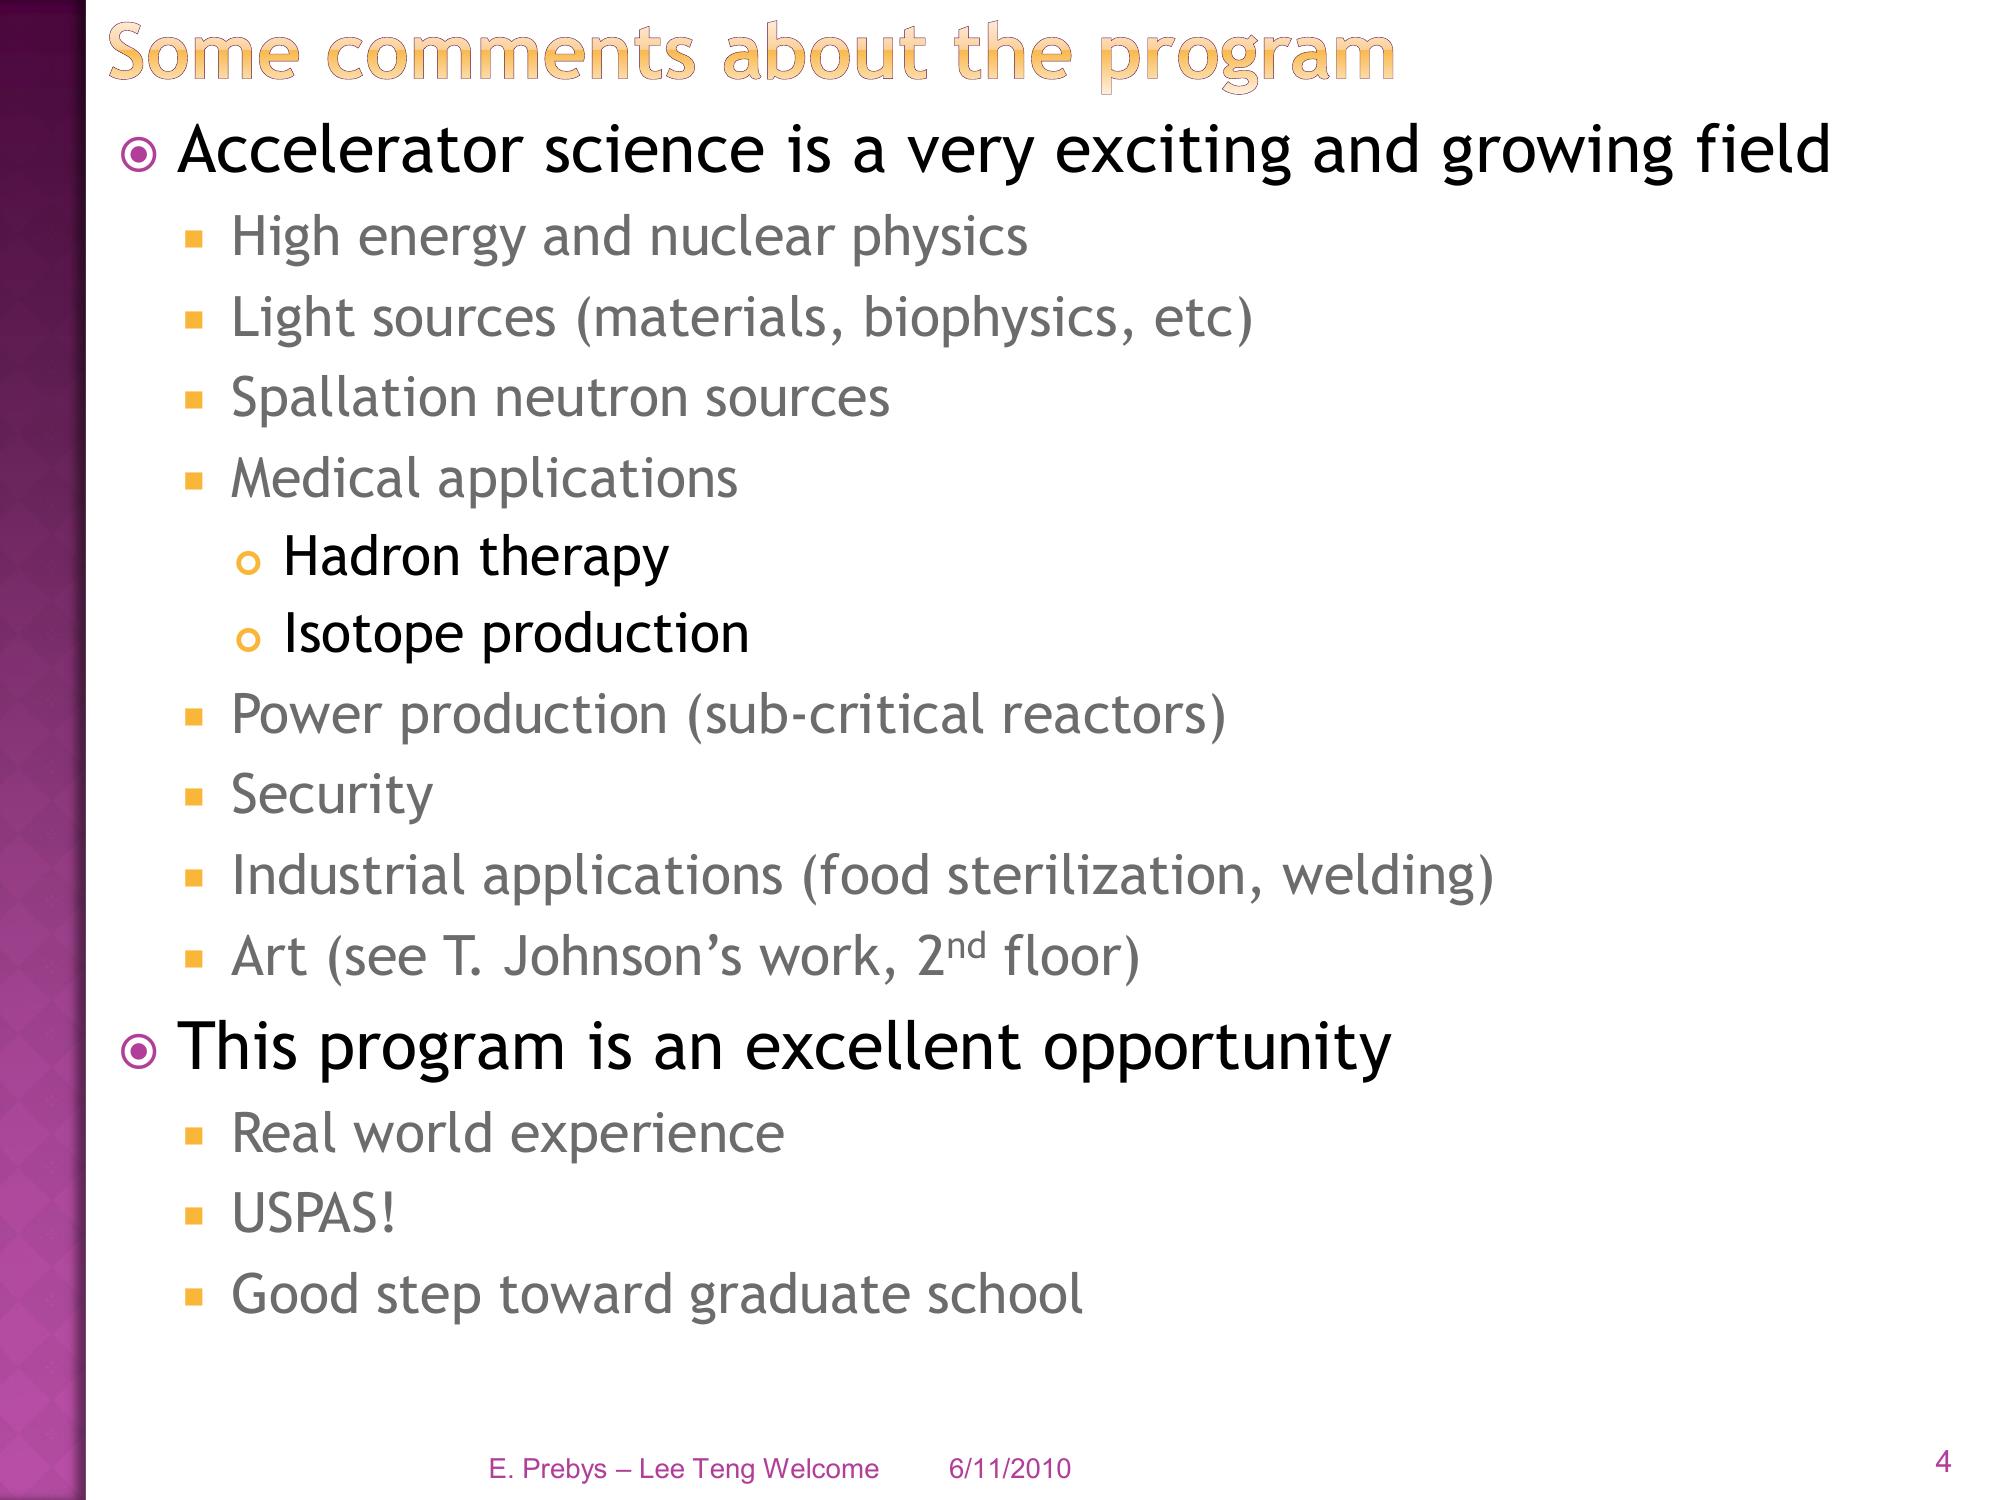 Some comments about the program
Accelerator science is a very exciting and growing field
High energy and nuclear physics
Light sources (materials, biophysics, etc)
Spallation neutron sources
Medical applications
Hadron therapy
Isotope production
Power production (sub-critical reactors)
Security
Industrial applications (food sterilization, welding)
Art (see T. Johnson’s work, 2nd floor)
This program is an excellent opportunity
Real world experience
USPAS!
Good step toward graduate school
E. Prebys – Lee Teng Welcome 6/11/2010 4